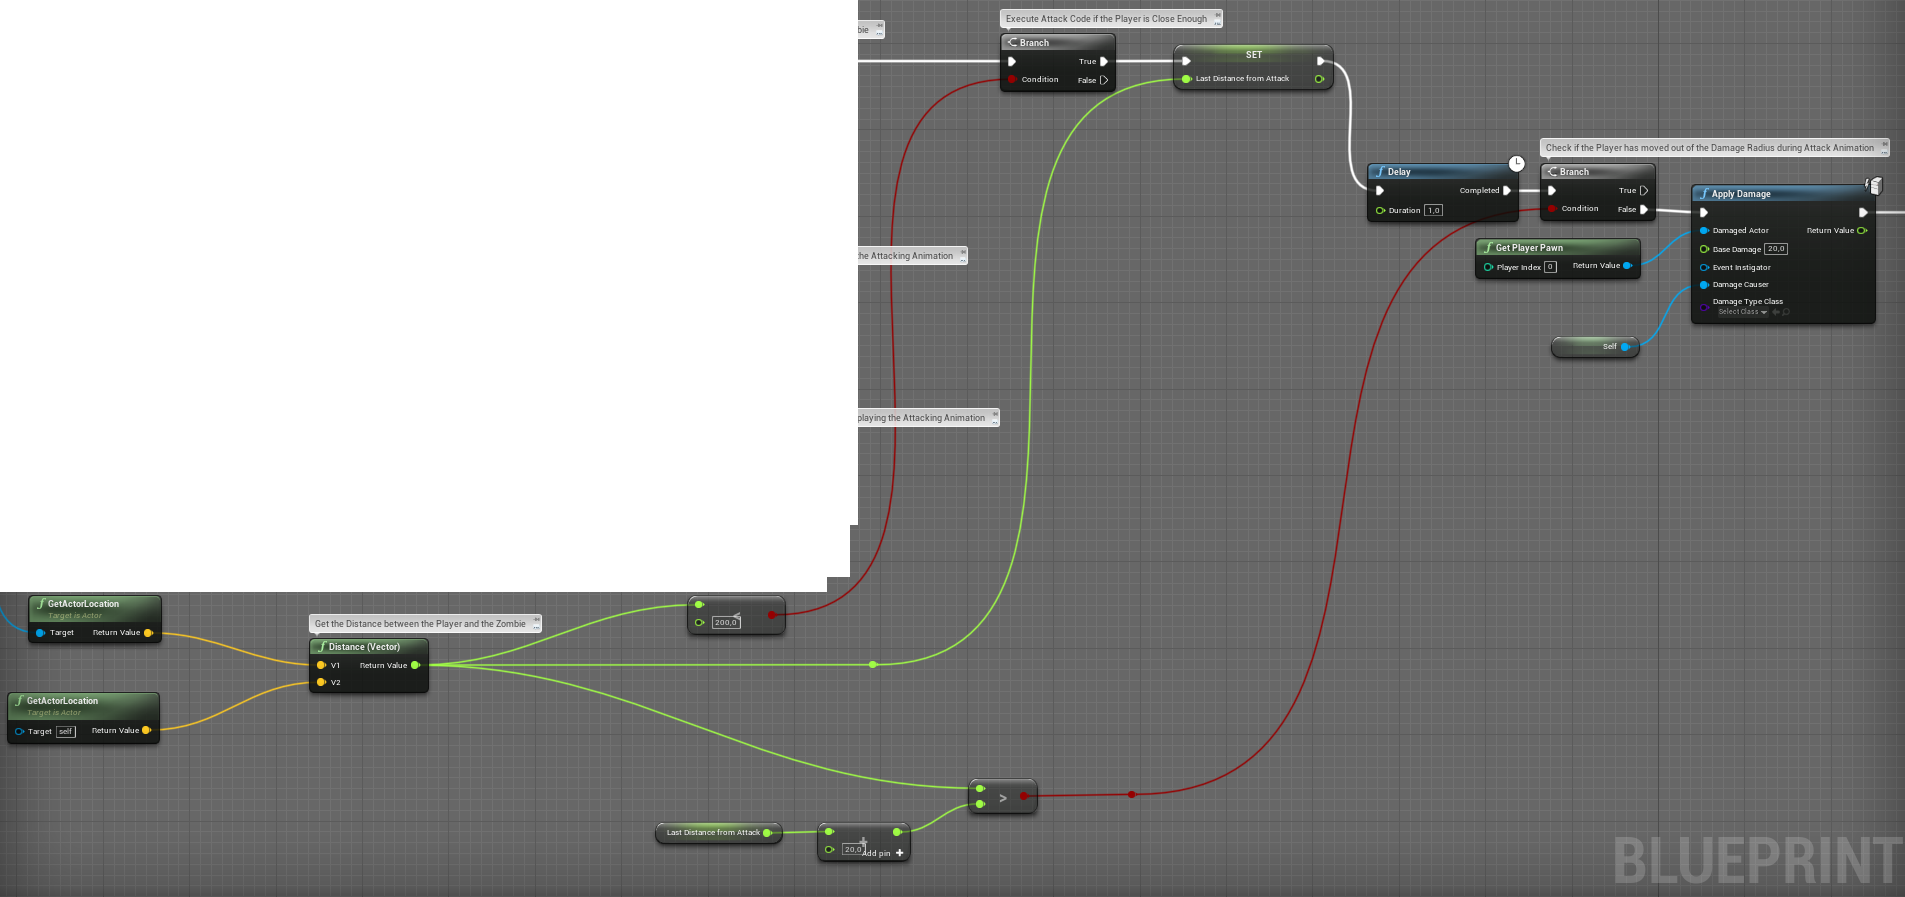 Execute Attack Code if the Player is Close Enough
bie
Branch
True
Condition
False
SET
Last Distance from Attack
Check if the Player has moved out of the Damage Radius during Attack Animation
Delay
Completed
Duration 1,0
Branch
True
Condition
False
Apply Damage
Damaged Actor
Return Value
Base Damage 20,0
Event Instigator
Damage Causer
Damage Type Class
Select Class
Get Player Pawn
Player Index 0
Return Value
Self
he Attacking Animation
playing the Attacking Animation
GetActorLocation
Target is Actor
Target
Return Value
Get the Distance between the Player and the Zombie
Distance (Vector)
V1
Return Value
V2
<
200,0
GetActorLocation
Target is Actor
Target self
Return Value
>
Last Distance from Attack
+
20,0
Add pin +
BLUEPRINT